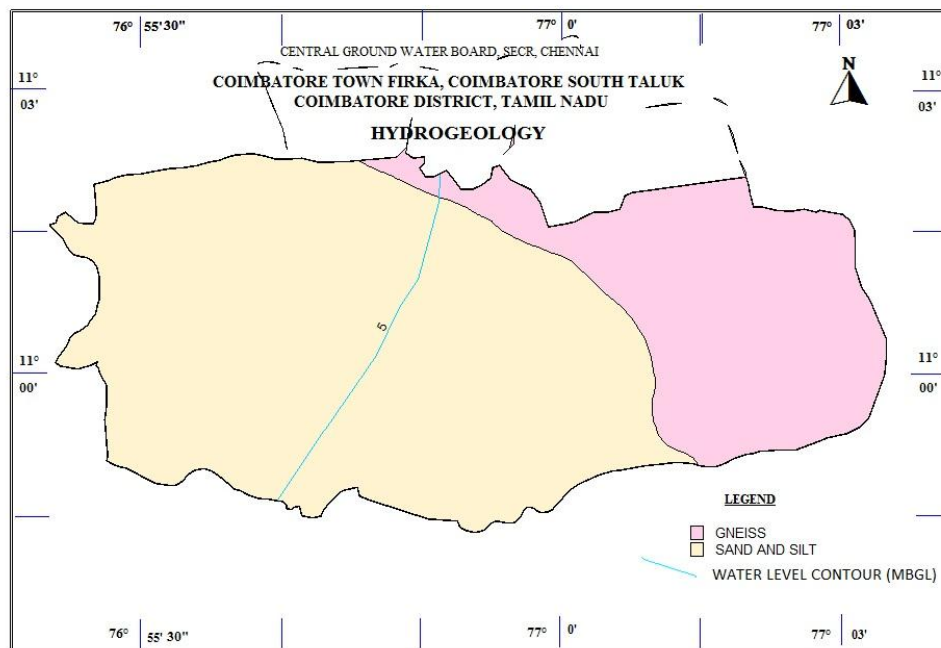 76° 55'30" 77° 0' 77° 03'
CENTRAL GROUND WATER BOARD, SECR, CHENNAI
COIMBATORE TOWN FIRKA, COIMBATORE SOUTH TALUK
COIMBATORE DISTRICT, TAMIL NADU
HYDROGEOLOGY
N
11° 03'
11° 03'
5
11° 00'
11° 00'
LEGEND
GNEISS
SAND AND SILT
WATER LEVEL CONTOUR (MBGL)
76° 55' 30" 77° 0' 77° 03'